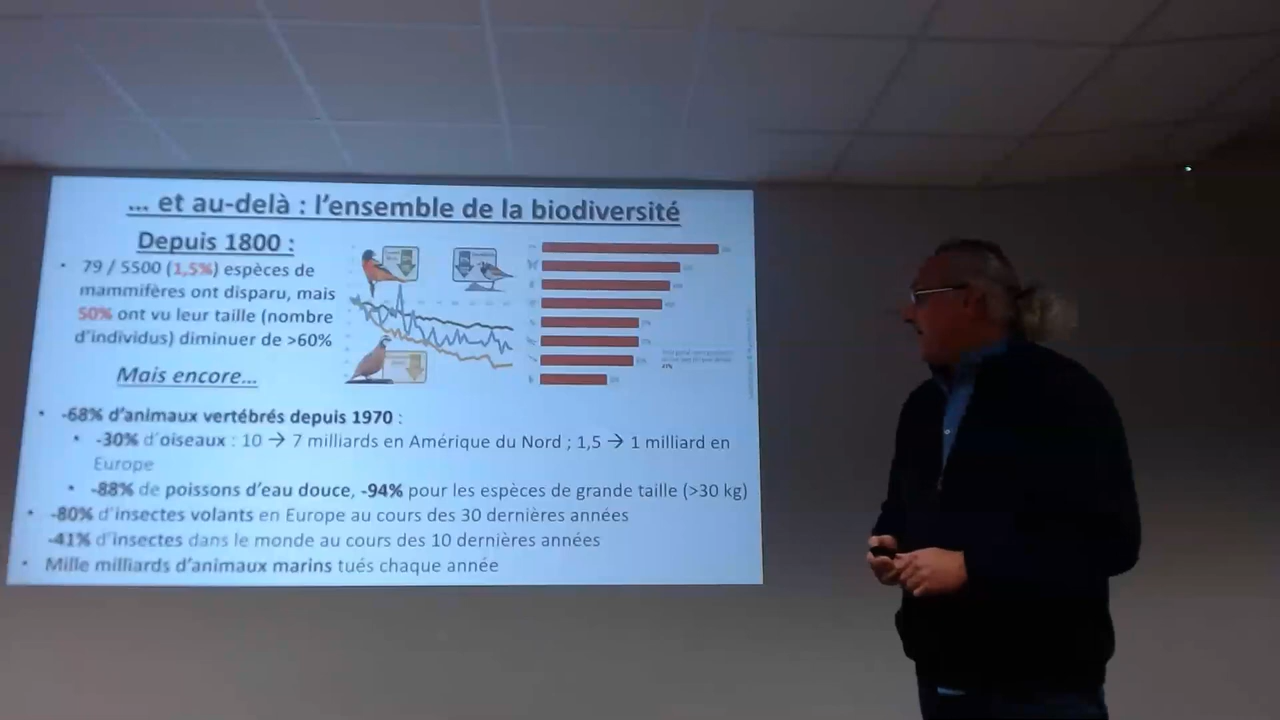 ... et au-delà : l'ensemble de la biodiversité
Depuis 1800 :
• 79 / 5500 (1,5%) espèces de
mammifères ont disparu, mais
50% ont vu leur taille (nombre
d'individus) diminuer de >60%
Mais encore...
• -68% d'animaux vertébrés depuis 1970 :
• -30% d'oiseaux : 10 → 7 milliards en Amérique du Nord ; 1,5 → 1 milliard en
Europe
• -88% de poissons d'eau douce, -94% pour les espèces de grande taille (>30 kg)
• -80% d'insectes volants en Europe au cours des 30 dernières années
-41% d'insectes dans le monde au cours des 10 dernières années
• Mille milliards d'animaux marins tués chaque année